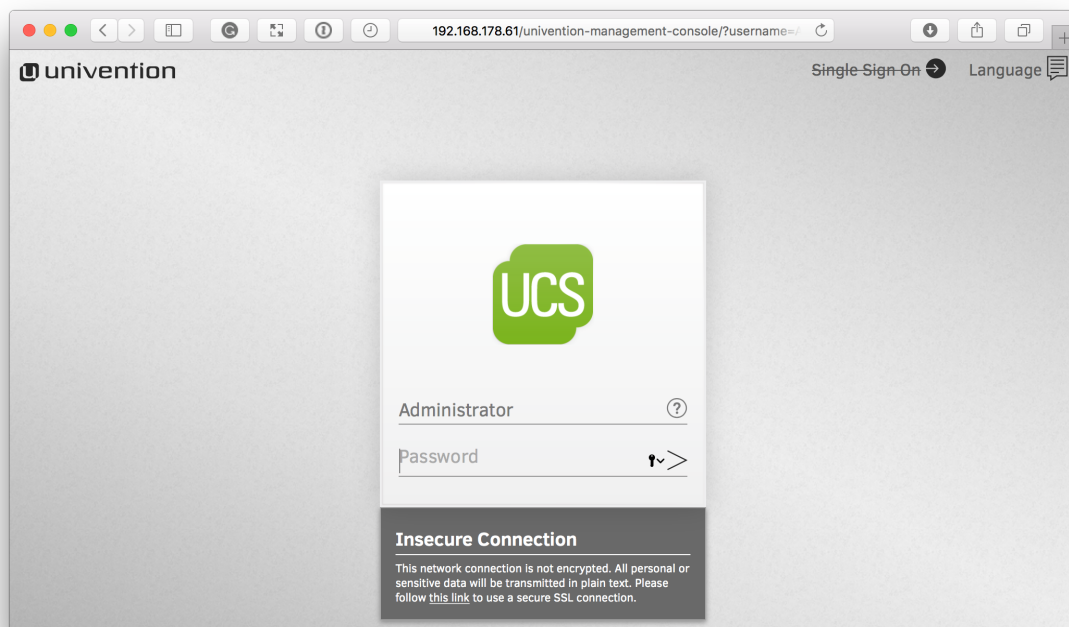 192.168.178.61/univention-management-console/?username=A
univention
Single Sign On
Language
UCS
Administrator
?
Password
Insecure Connection
This network connection is not encrypted. All personal or
sensitive data will be transmitted in plain text. Please
follow this link to use a secure SSL connection.